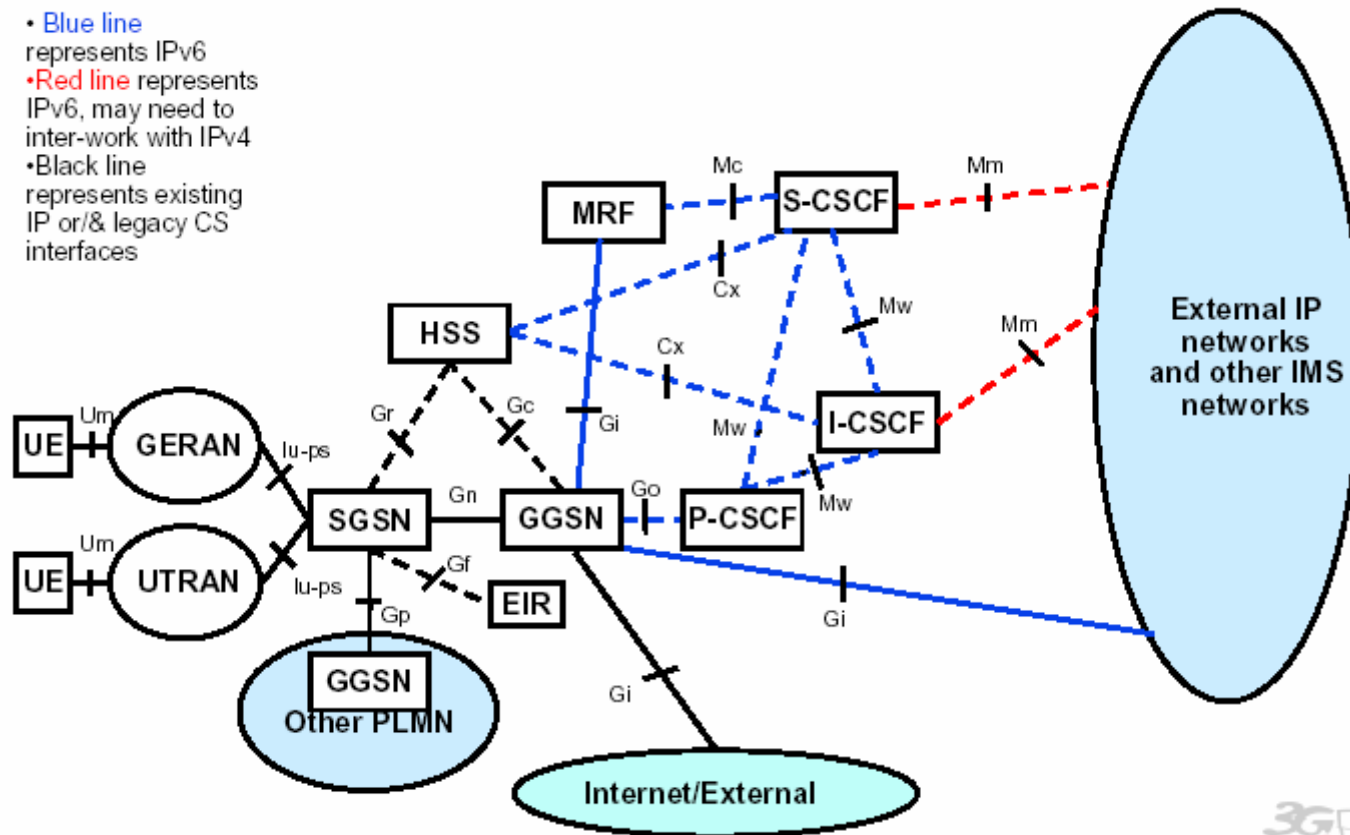 • Blue line
represents IPv6
•Red line represents
IPv6, may need to
inter-work with IPv4
•Black line
represents existing
IP or/& legacy CS
interfaces
Mc
Mm
MRF
S-CSCF
Cx
Mw
External IP
networks
and other IMS
networks
HSS
Cx
Mm
Um
Gr
Gc
Gi
Mw
I-CSCF
UE
GERAN
Iu-ps
Gn
Go
Mw
SGSN
GGSN
P-CSCF
Um
Gf
UE
UTRAN
Iu-ps
Gp
EIR
Gi
GGSN
Other PLMN
Gi
Internet/External
3G